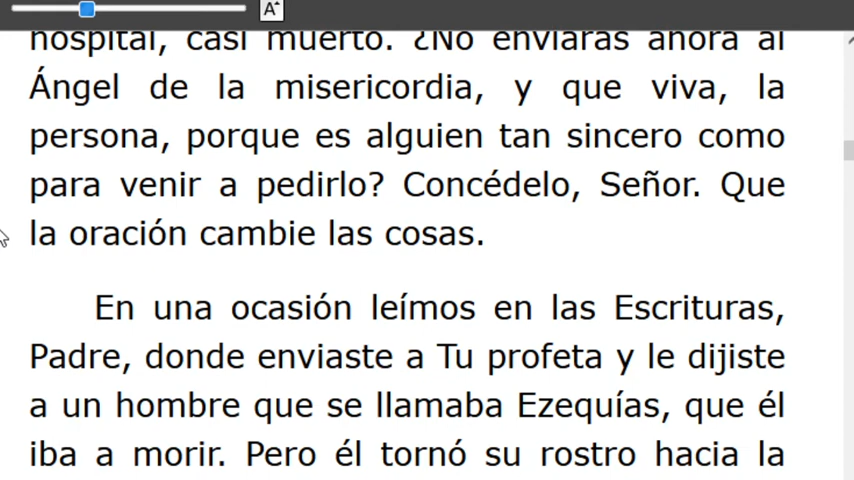 A
hospital, casi muerto. ¿No enviarás ahora al
Ángel de la misericordia, y que viva, la
persona, porque es alguien tan sincero como
para venir a pedirlo? Concédelo, Señor. Que
la oración cambie las cosas.
En una ocasión leímos en las Escrituras,
Padre, donde enviaste a Tu profeta y le dijiste
a un hombre que se llamaba Ezequías, que él
iba a morir. Pero él tornó su rostro hacia la